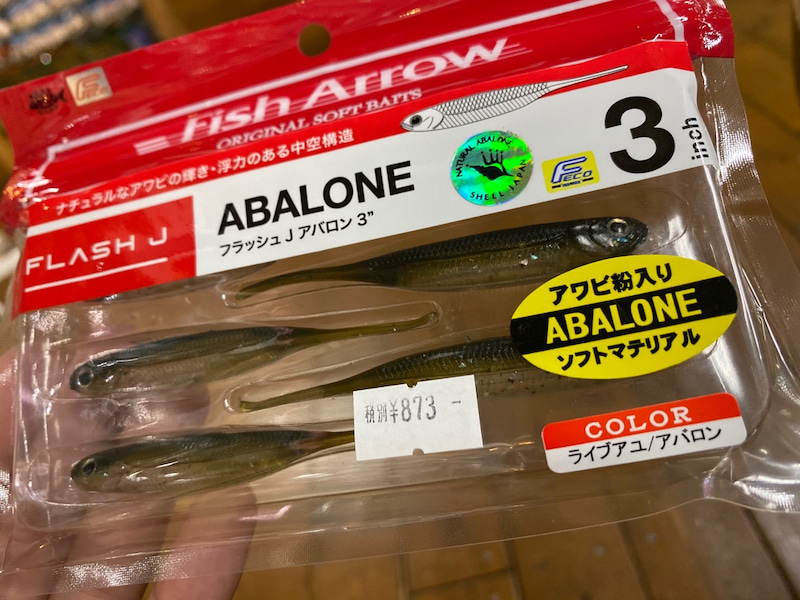 Fish Arrow
ORIGINAL SOFT BAITS
ナチュラルなアワビの輝き・浮力のある中空構造
3
inch
ABALONE
フラッシュ J アバロン 3”
NATURAL ABALONE
SHELL JAPAN
FECO
FLASH J
アワビ粉入り
ABALONE
ソフトマテリアル
税別¥873 -
COLOR
ライブアユ/アバロン